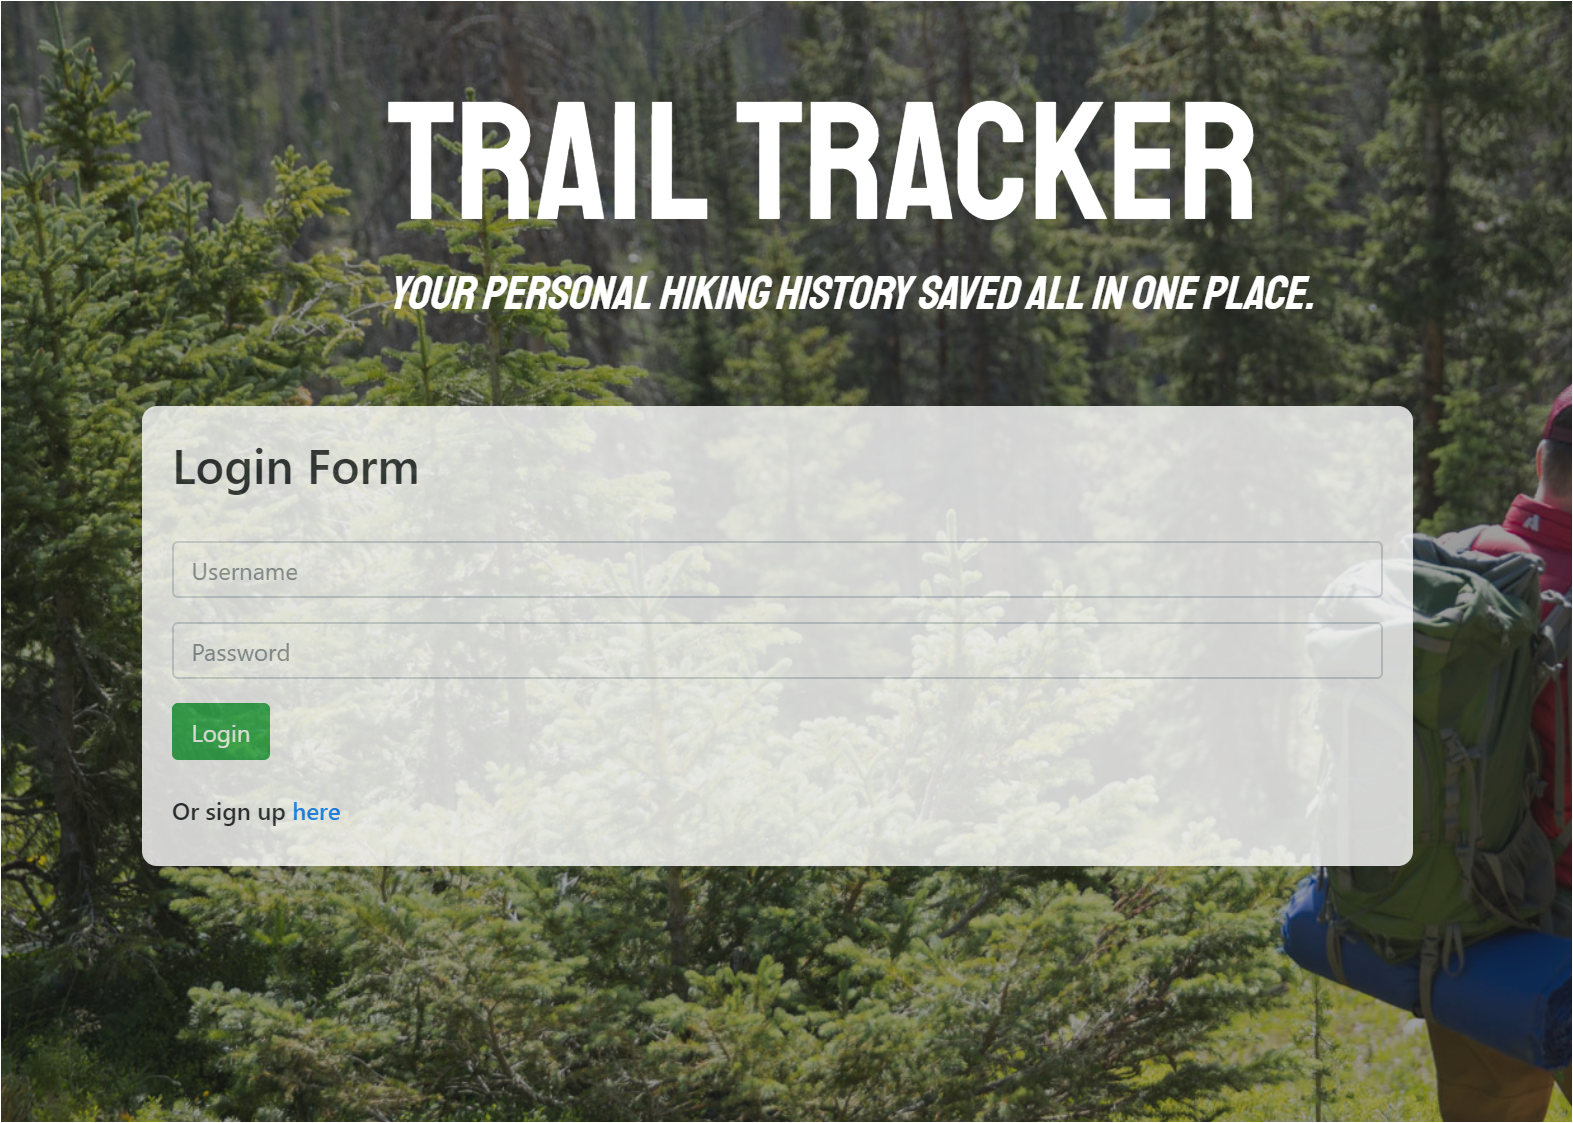 TRAIL TRACKER
YOUR PERSONAL HIKING HISTORY SAVED ALL IN ONE PLACE.
Login Form
Username
Password
Login
Or sign up here